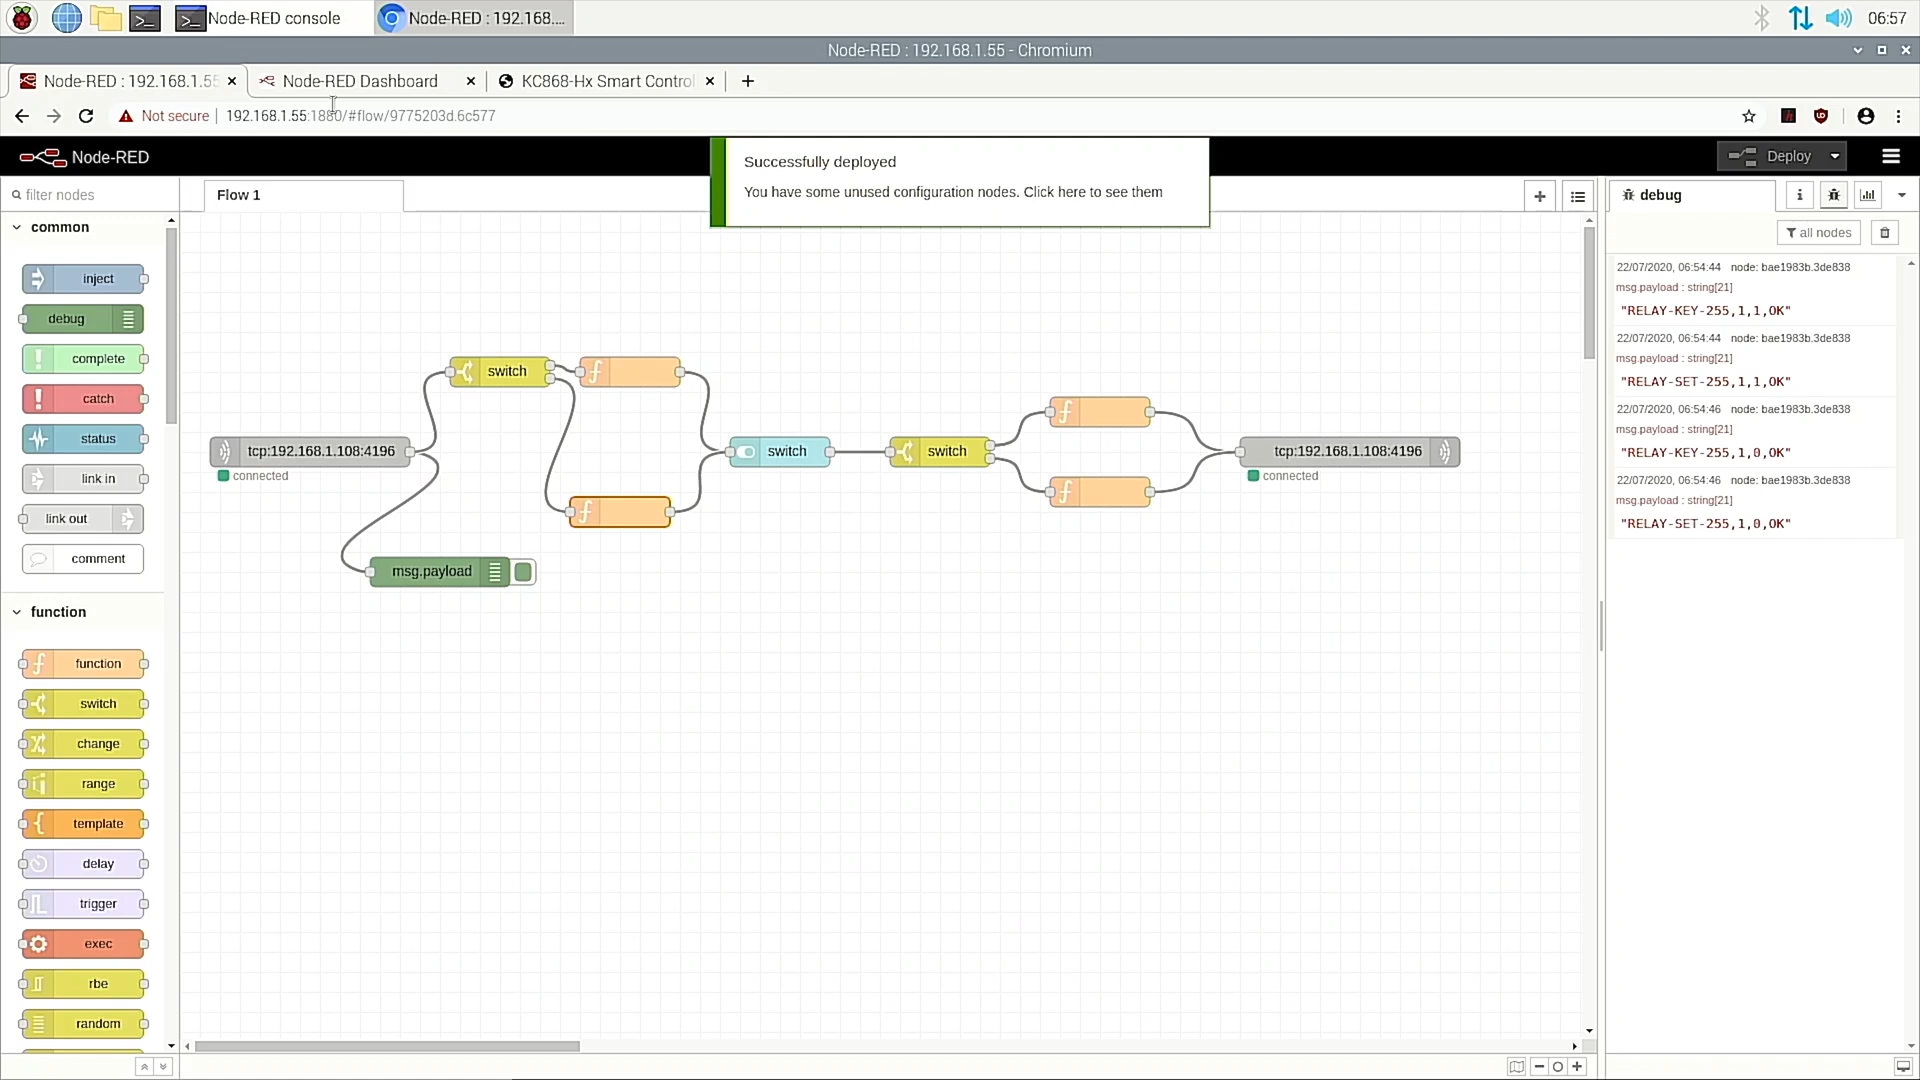 Node-RED console
Node-RED : 192.168....
06:57
Node-RED : 192.168.1.55 - Chromium
Node-RED : 192.168.1.55
Node-RED Dashboard
KC868-Hx Smart Control
Not secure
192.168.1.55:1880/#flow/9775203d.6c577
Node-RED
Successfully deployed
You have some unused configuration nodes. Click here to see them
Deploy
filter nodes
Flow 1
debug
i
all nodes
common
inject
debug
complete
catch
status
link in
link out
comment
function
function
switch
change
range
template
delay
trigger
exec
rbe
random
switch
tcp:192.168.1.108:4196
connected
msg.payload
switch
switch
tcp:192.168.1.108:4196
connected
22/07/2020, 06:54:44 node: bae1983b.3de838
msg.payload : string[21]
"RELAY-KEY-255,1,1,OK"
22/07/2020, 06:54:44 node: bae1983b.3de838
msg.payload : string[21]
"RELAY-SET-255,1,1,OK"
22/07/2020, 06:54:46 node: bae1983b.3de838
msg.payload : string[21]
"RELAY-KEY-255,1,0,OK"
22/07/2020, 06:54:46 node: bae1983b.3de838
msg.payload : string[21]
"RELAY-SET-255,1,0,OK"